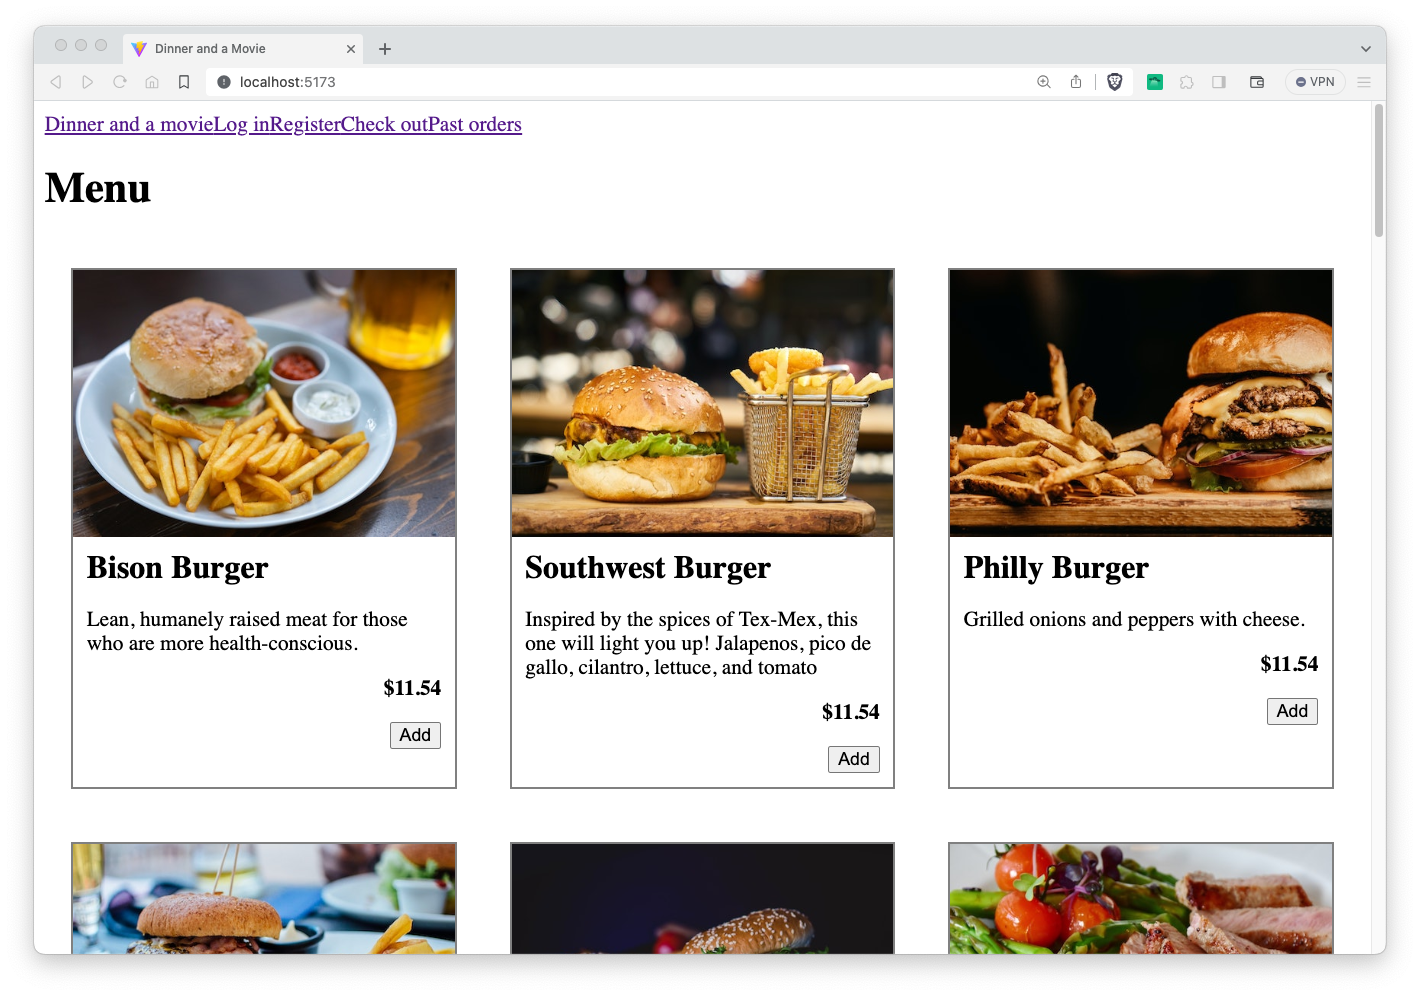 Dinner and a Movie
localhost:5173
VPN
Dinner and a movieLog inRegisterCheck outPast orders
Menu
Bison Burger
Lean, humanely raised meat for those
who are more health-conscious.
$11.54
Add
Southwest Burger
Inspired by the spices of Tex-Mex, this
one will light you up! Jalapenos, pico de
gallo, cilantro, lettuce, and tomato
$11.54
Add
Philly Burger
Grilled onions and peppers with cheese.
$11.54
Add